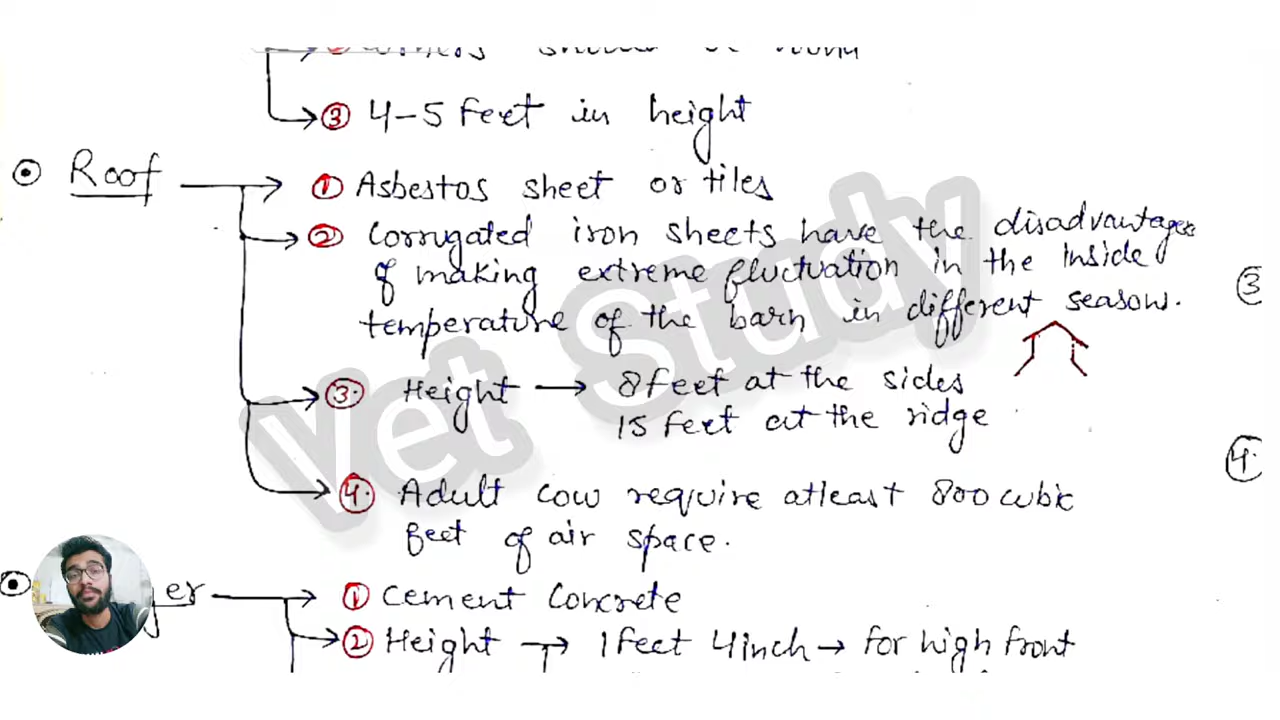 ③ 4-5 feet in height
Roof
① Asbestos sheet or tiles
② Corrugated iron sheets have the disadvantages
of making extreme fluctuation in the inside
temperature of the barn in different season.
③. Height → 8 feet at the sides
15 feet at the ridge
④. Adult cow require atleast 800 cubic
feet of air space.
③
④.
er
① Cement Concrete
② Height → 1 feet 4 inch → for high front
Vet Study